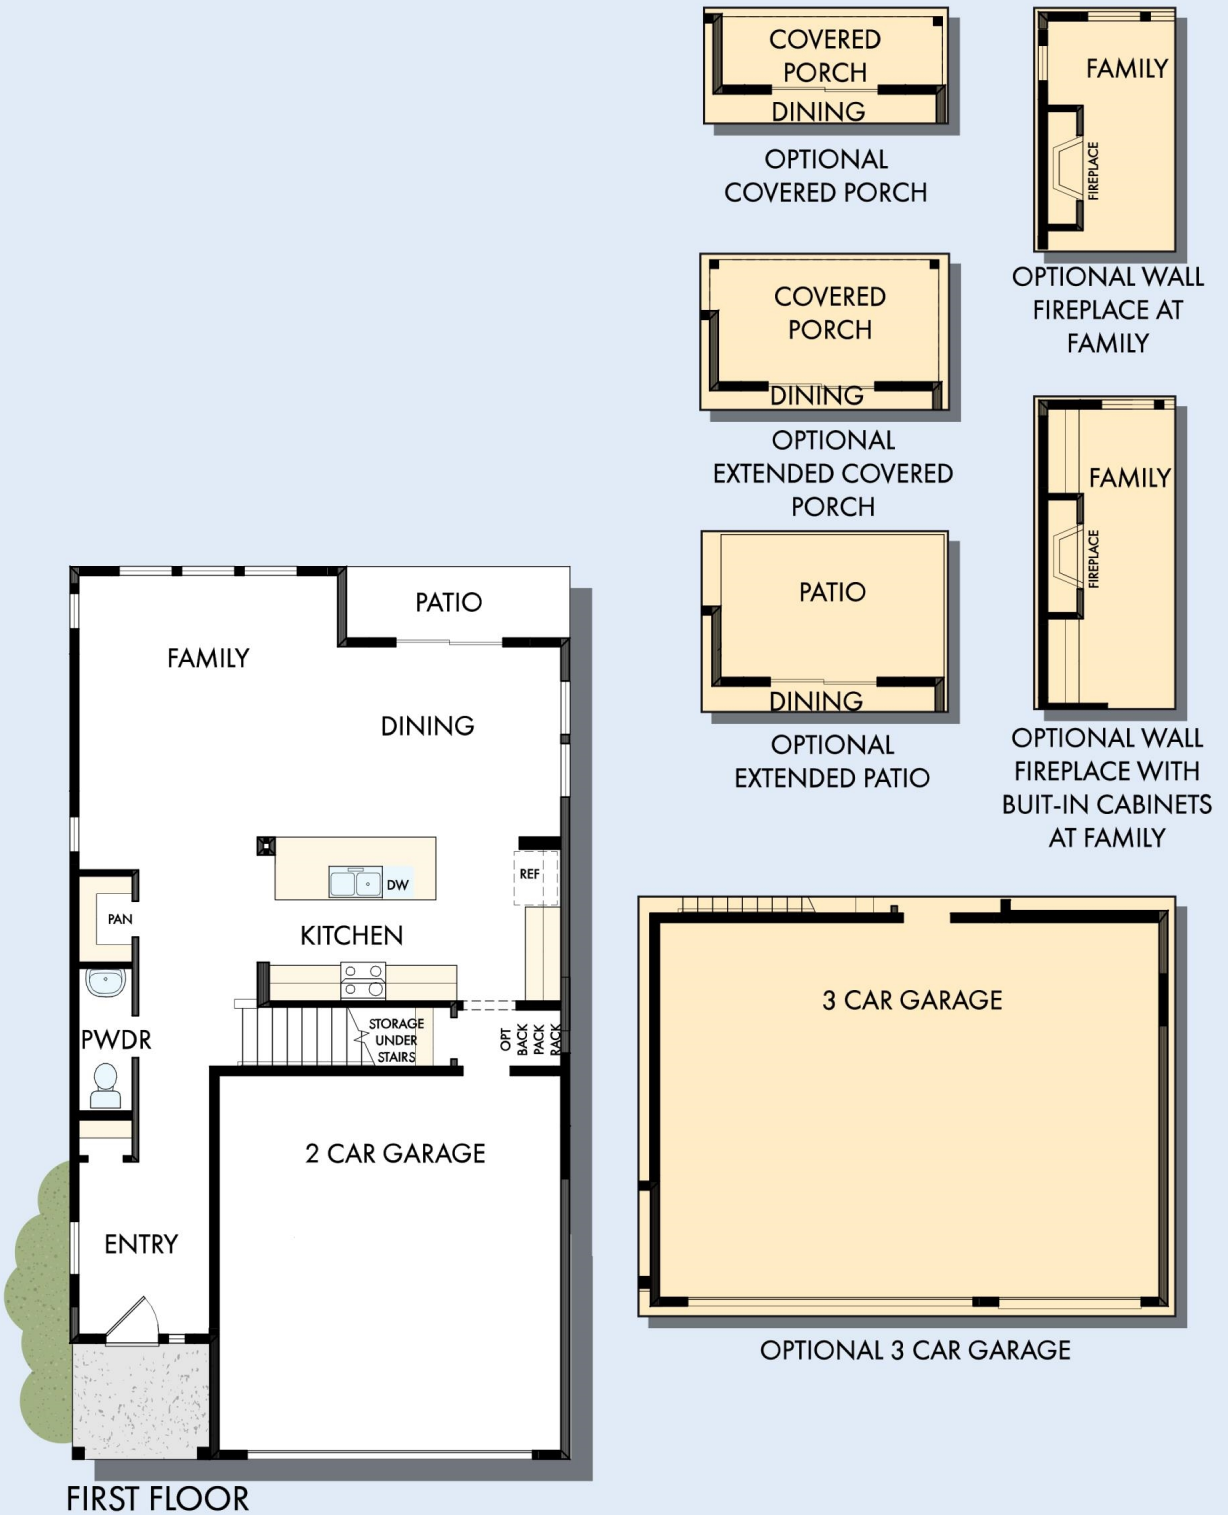 COVERED
PORCH
DINING
OPTIONAL
COVERED PORCH
FAMILY
FIREPLACE
OPTIONAL WALL
FIREPLACE AT
FAMILY
COVERED
PORCH
DINING
OPTIONAL
EXTENDED COVERED
PORCH
FAMILY
FIREPLACE
OPTIONAL WALL
FIREPLACE WITH
BUIT-IN CABINETS
AT FAMILY
PATIO
DINING
OPTIONAL
EXTENDED PATIO
PATIO
FAMILY
DINING
REF
DW
PAN
KITCHEN
STORAGE
UNDER
STAIRS
OPT
BACK
PACK
RACK
PWDR
2 CAR GARAGE
ENTRY
FIRST FLOOR
3 CAR GARAGE
OPTIONAL 3 CAR GARAGE